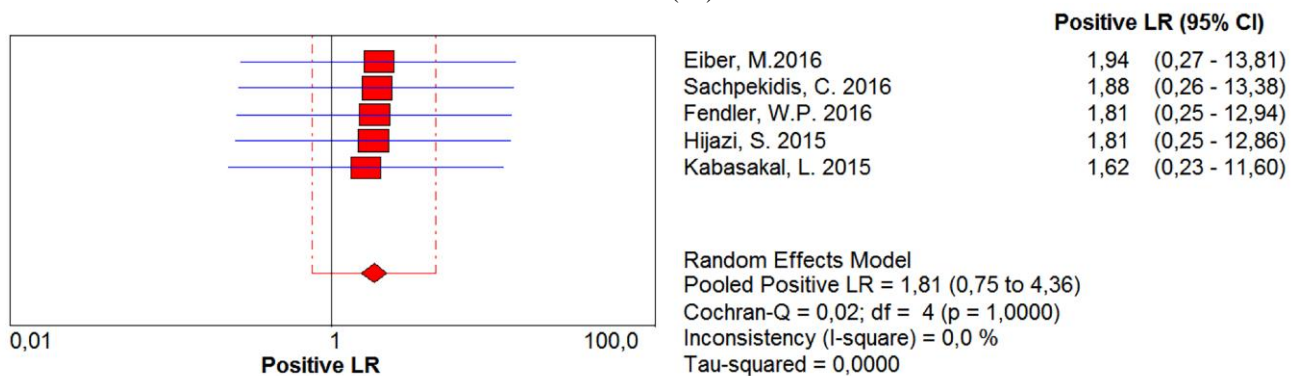 Positive LR (95% CI)
Eiber, M.2016 1,94 (0,27 - 13,81)
Sachpekidis, C. 2016 1,88 (0,26 - 13,38)
Fendler, W.P. 2016 1,81 (0,25 - 12,94)
Hijazi, S. 2015 1,81 (0,25 - 12,86)
Kabasakal, L. 2015 1,62 (0,23 - 11,60)
Random Effects Model
Pooled Positive LR = 1,81 (0,75 to 4,36)
Cochran-Q = 0,02; df = 4 (p = 1,0000)
Inconsistency (I-square) = 0,0 %
Tau-squared = 0,0000
0,01 1 100,0
Positive LR